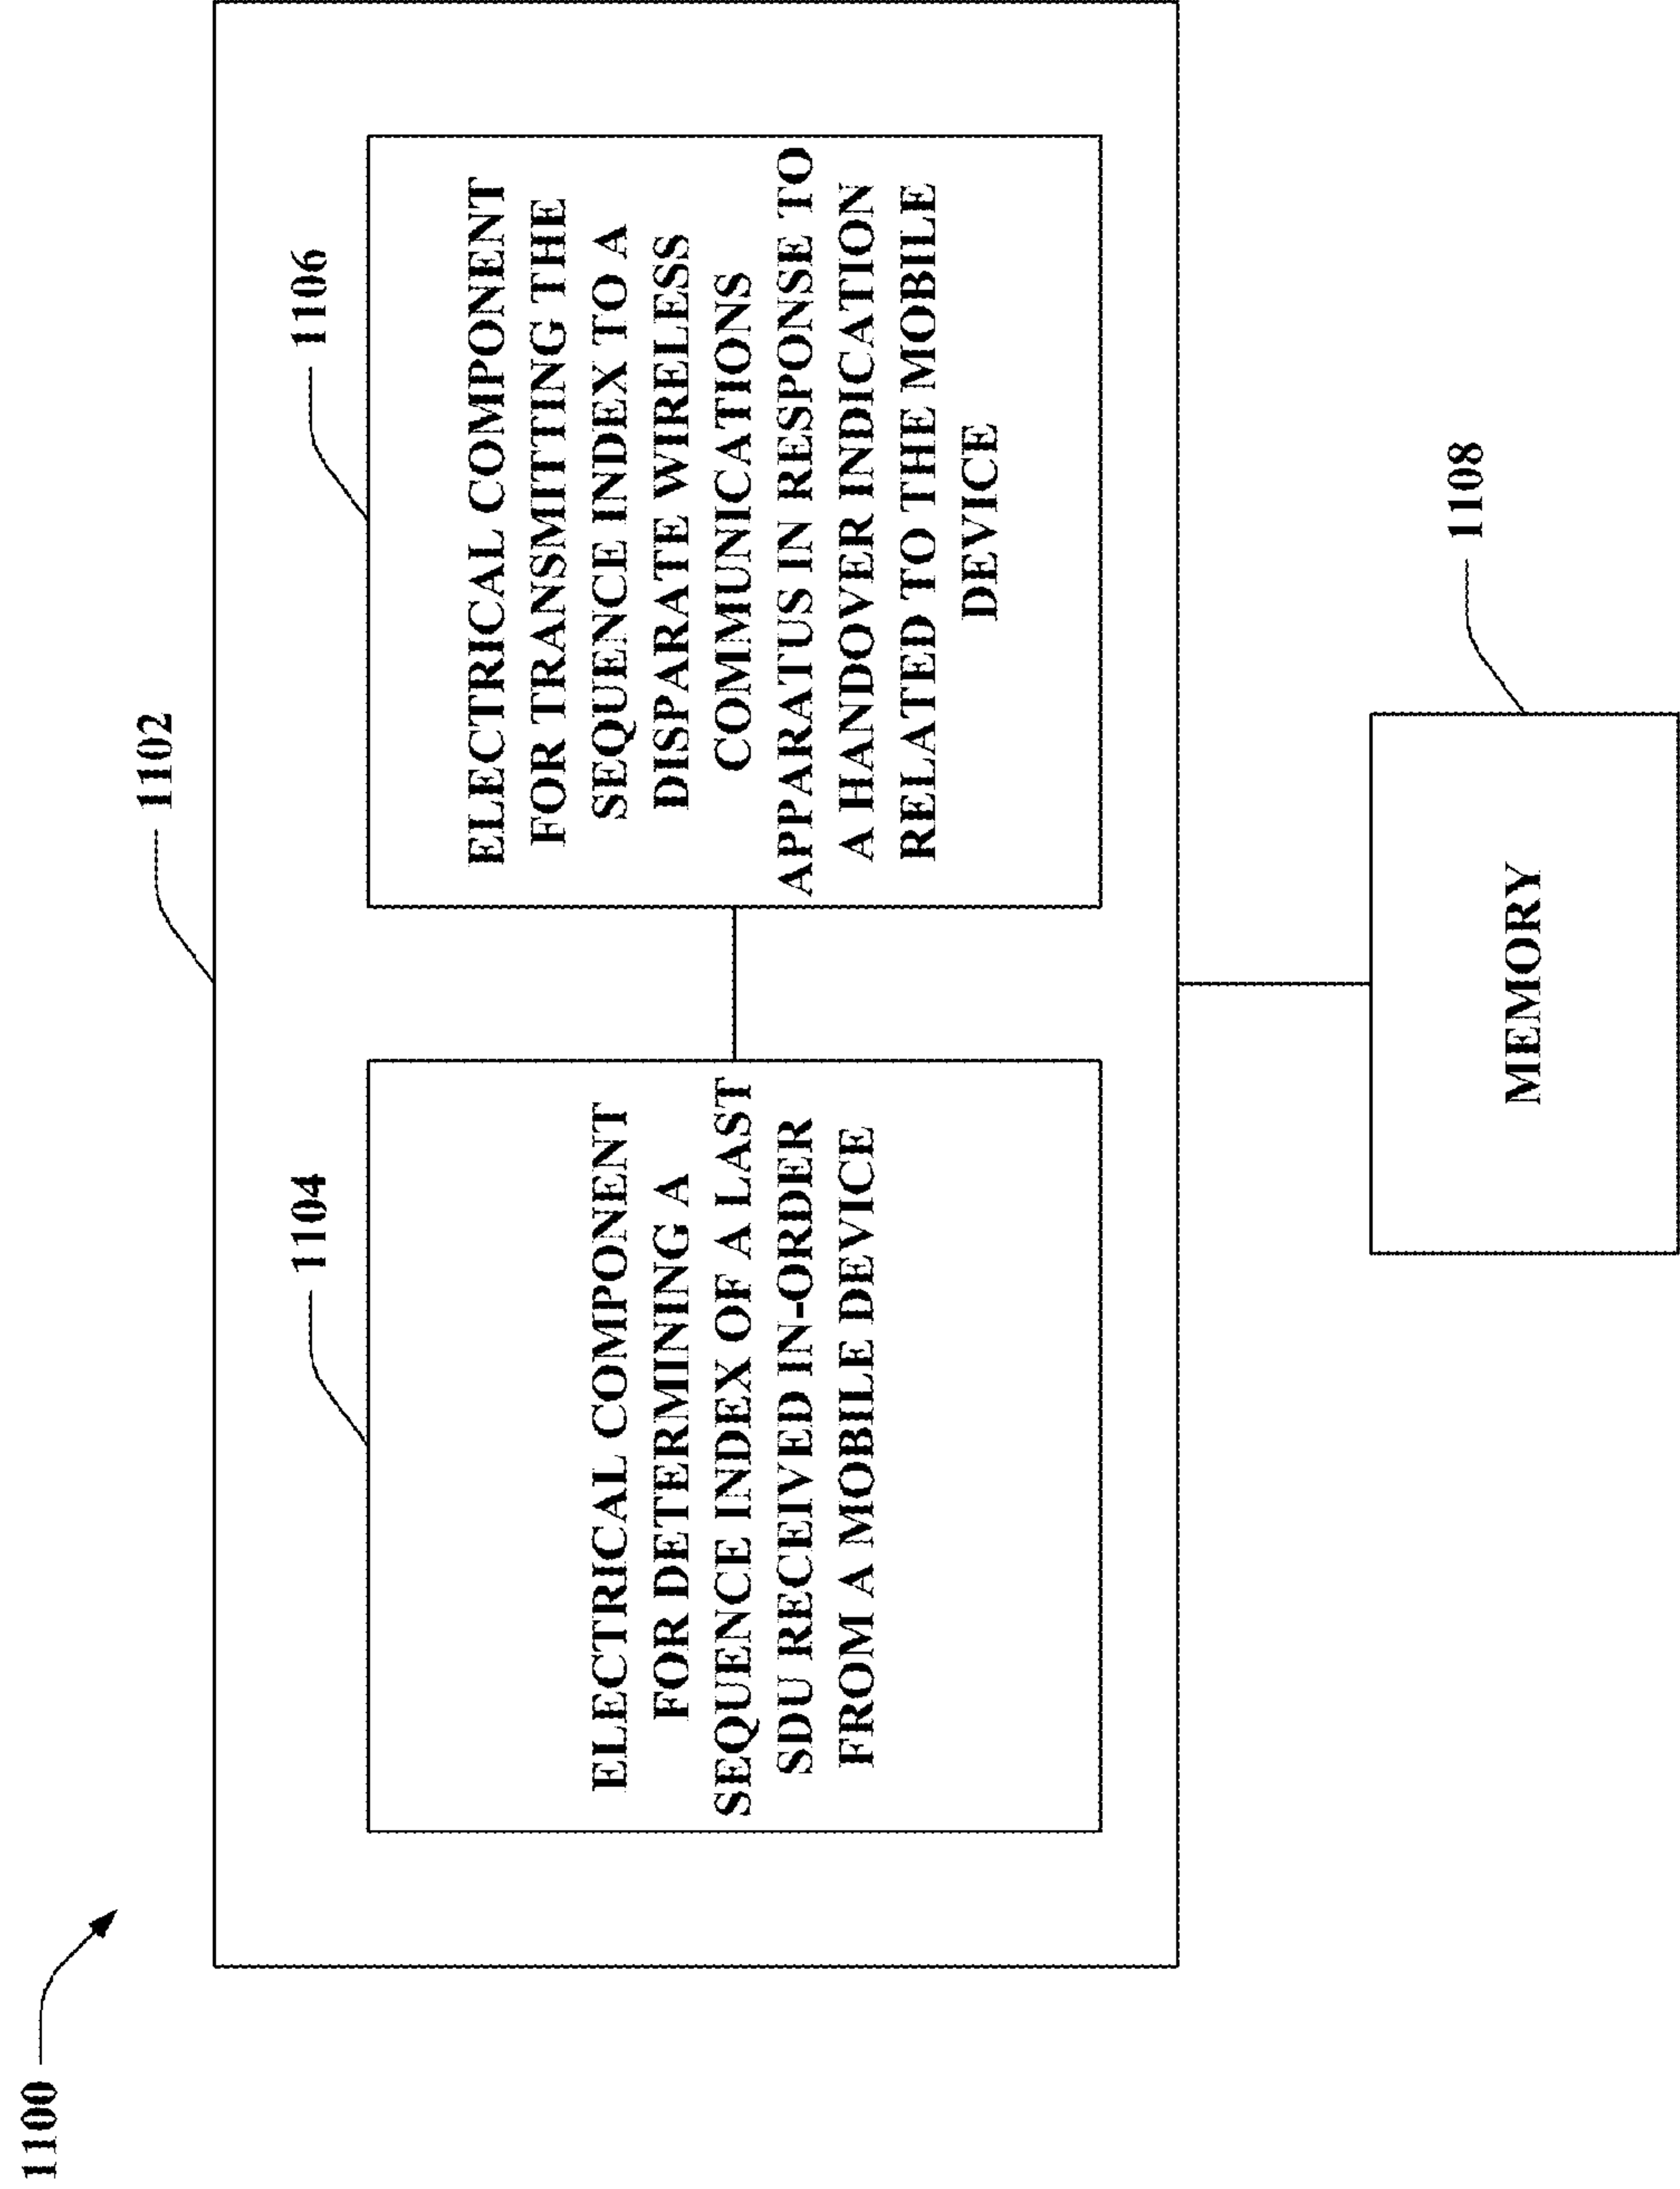 1100
1102
1104
ELECTRICAL COMPONENT
FOR DETERMINING A
SEQUENCE INDEX OF A LAST
SDU RECEIVED IN-ORDER
FROM A MOBILE DEVICE
1106
ELECTRICAL COMPONENT
FOR TRANSMITTING THE
SEQUENCE INDEX TO A
DISPARATE WIRELESS
COMMUNICATIONS
APPARATUS IN RESPONSE TO
A HANDOVER INDICATION
RELATED TO THE MOBILE
DEVICE
1108
MEMORY